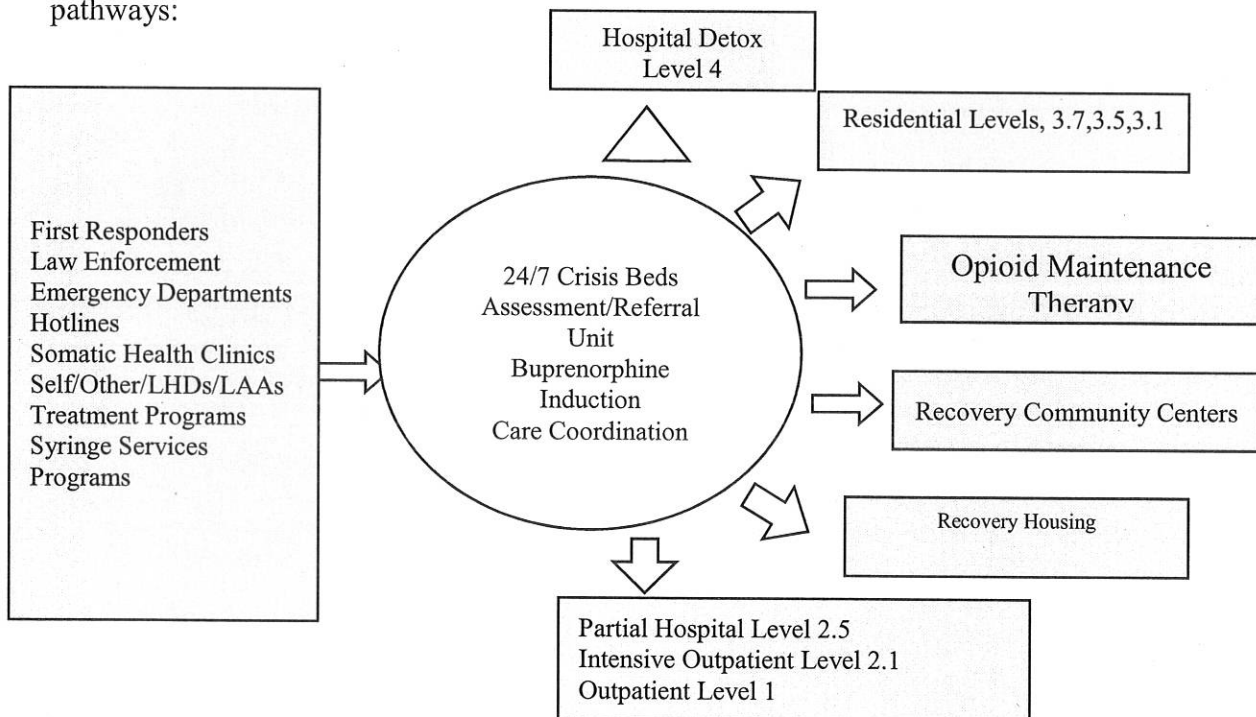 pathways:
Hospital Detox
Level 4
Residential Levels, 3.7,3.5,3.1
First Responders
Law Enforcement
Emergency Departments
Hotlines
Somatic Health Clinics
Self/Other/LHDs/LAAs
Treatment Programs
Syringe Services
Programs
24/7 Crisis Beds
Assessment/Referral
Unit
Buprenorphine
Induction
Care Coordination
Opioid Maintenance
Therapy
Recovery Community Centers
Recovery Housing
Partial Hospital Level 2.5
Intensive Outpatient Level 2.1
Outpatient Level 1